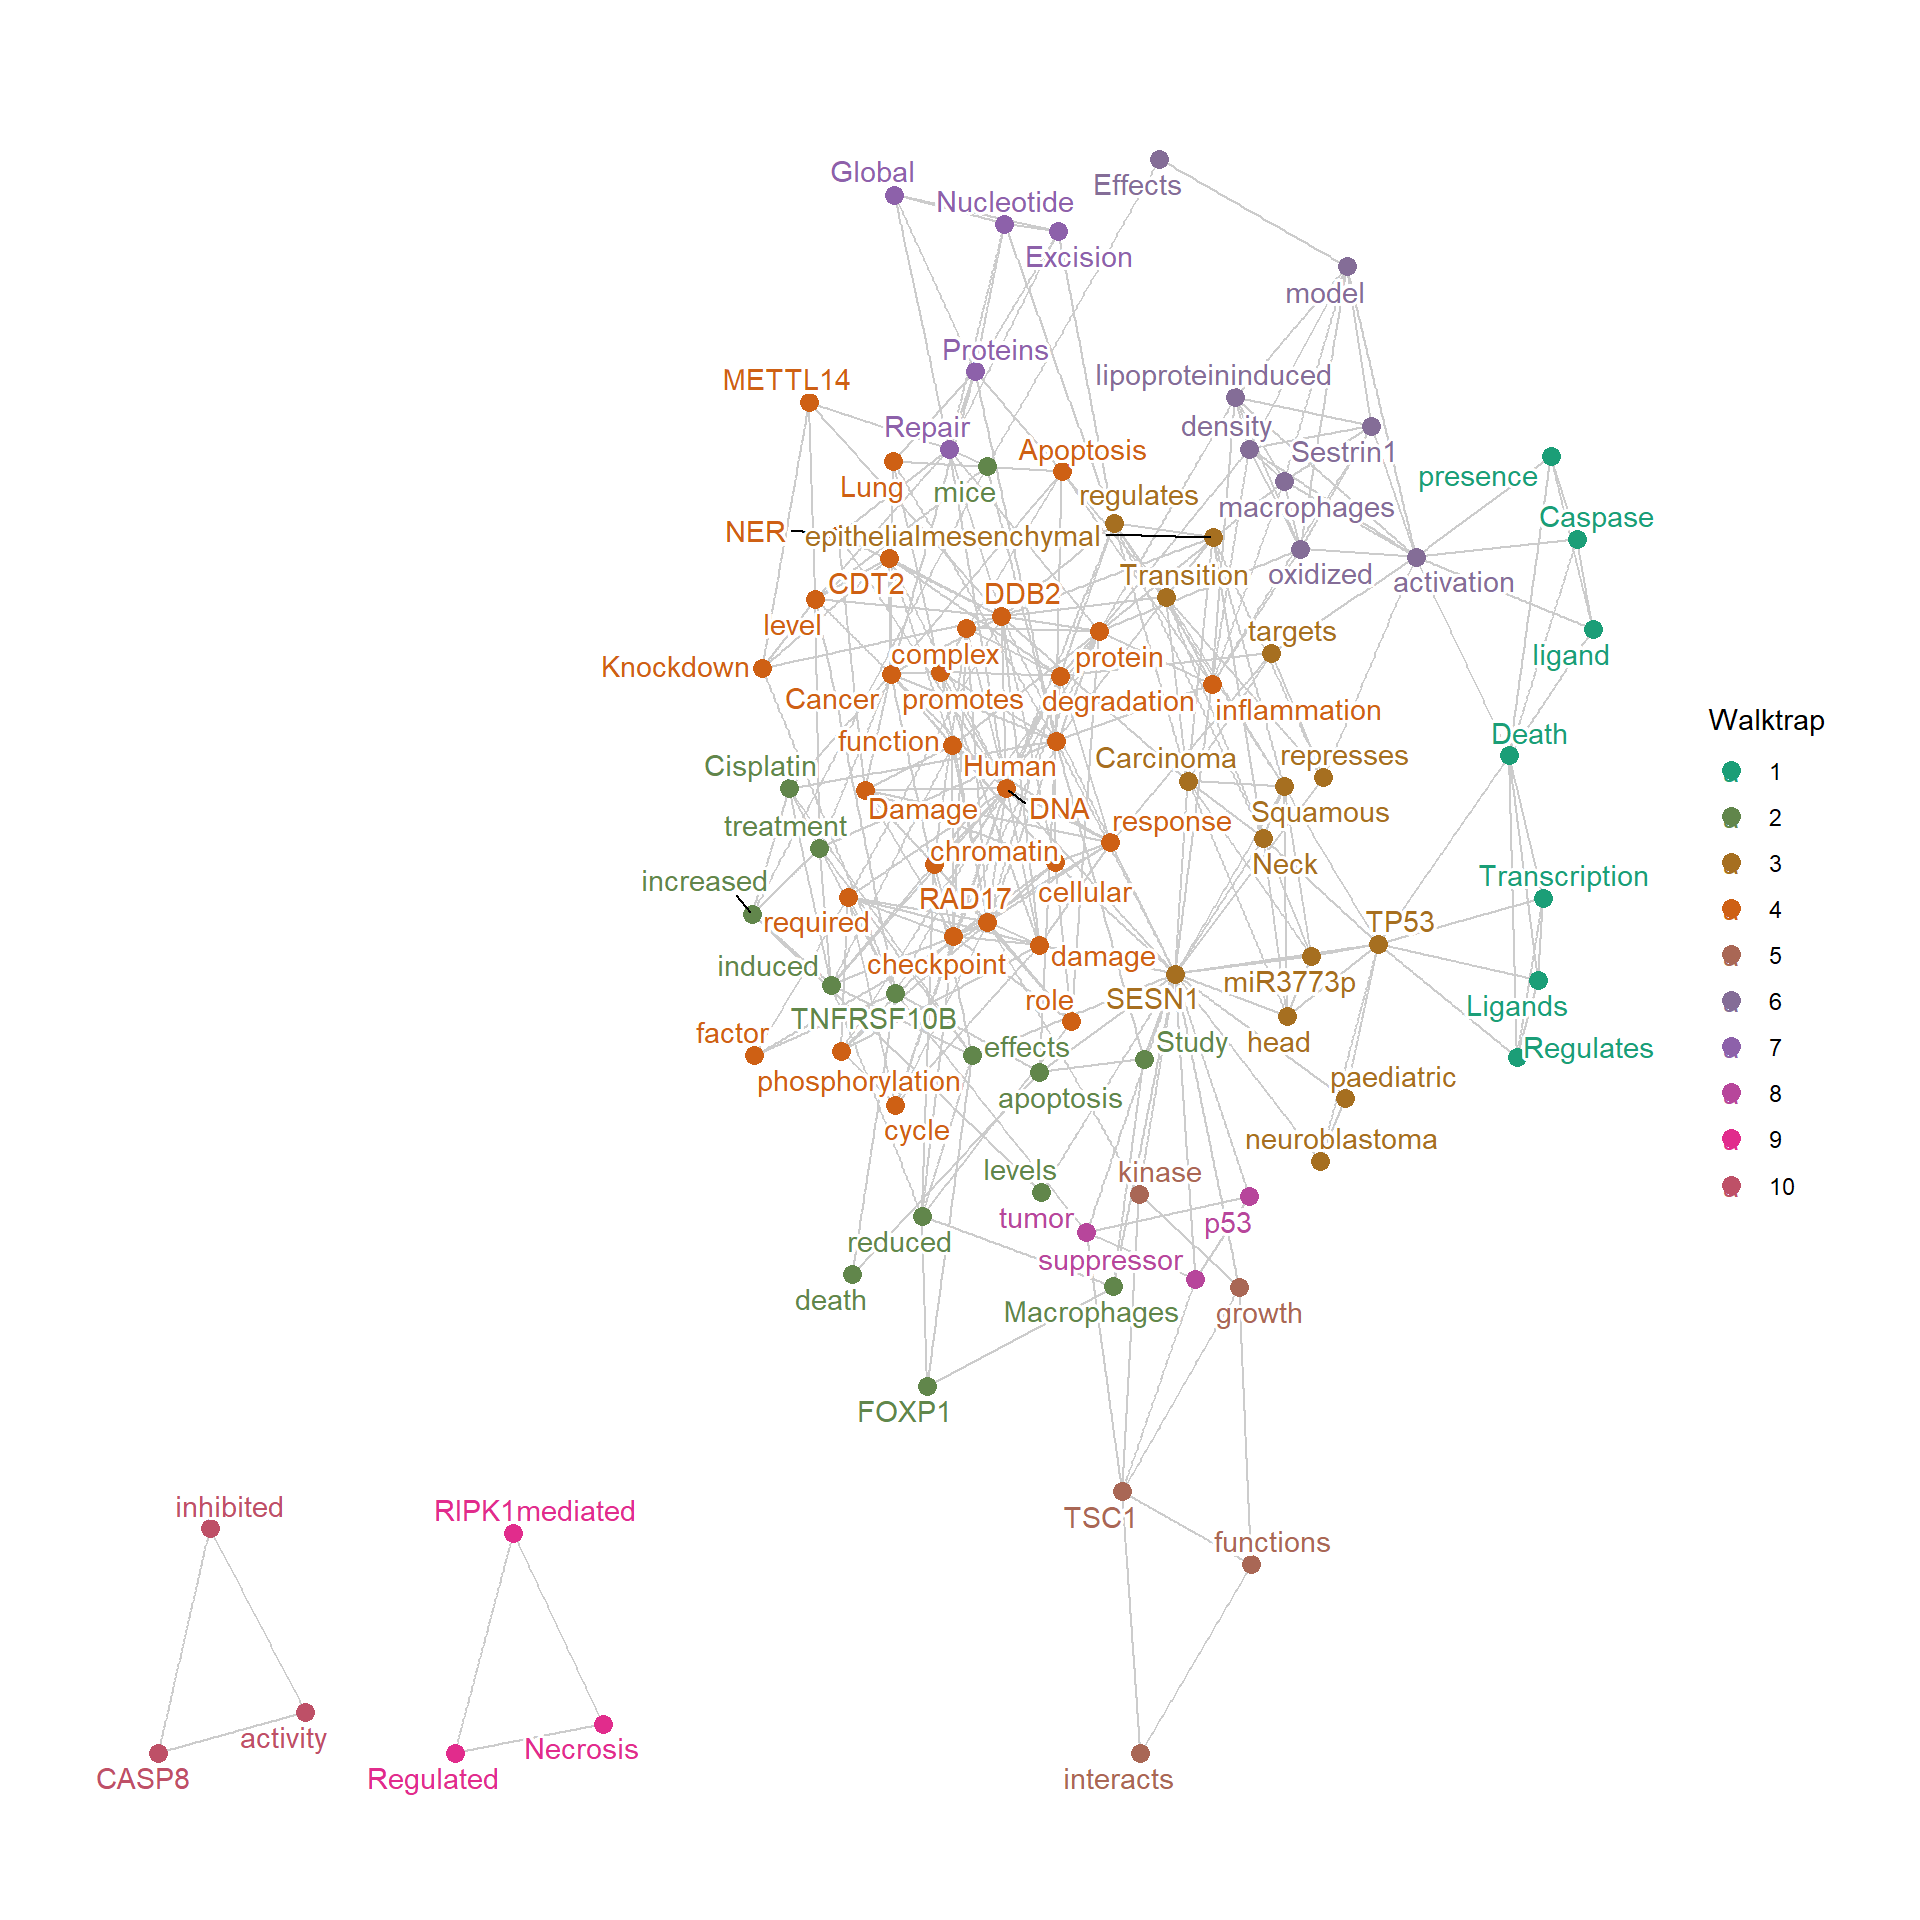 Global
Effects
Nucleotide
Excision
model
Proteins
METTL14
lipoproteininduced
Repair
density
Apoptosis
Sestrin1
presence
Lung
mice
regulates
macrophages
Caspase
NER
epithelialmesenchymal
Transition
oxidized
activation
CDT2
DDB2
level
targets
complex
protein
ligand
Knockdown
Cancer
promotes
degradation
inflammation
function
Death
Cisplatin
Human
Carcinoma
represses
Damage
DNA
Squamous
treatment
response
chromatin
Neck
increased
cellular
Transcription
RAD17
required
TP53
induced
checkpoint
damage
miR3773p
role
SESN1
Ligands
TNFRSF10B
factor
effects
Study
head
Regulates
phosphorylation
apoptosis
paediatric
cycle
neuroblastoma
levels
kinase
tumor
p53
reduced
suppressor
death
Macrophages
growth
FOXP1
inhibited
RIPK1mediated
TSC1
functions
activity
Necrosis
CASP8
Regulated
interacts
Walktrap
1
2
3
4
5
6
7
8
9
10